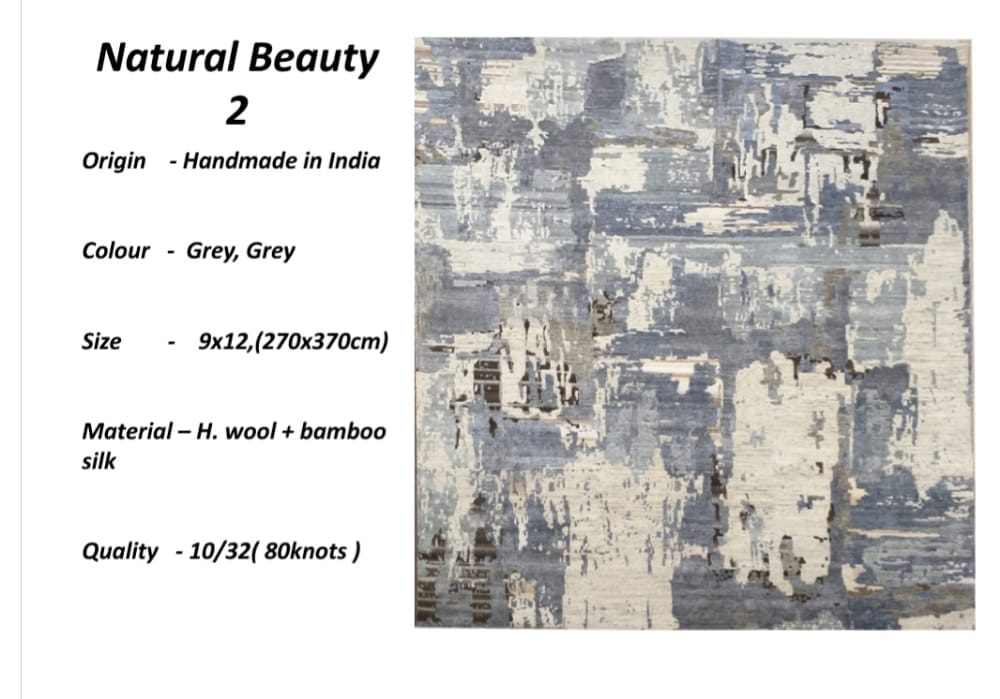 Natural Beauty
2
Origin - Handmade in India
Colour - Grey, Grey
Size - 9x12,(270x370cm)
Material – H. wool + bamboo
silk
Quality - 10/32( 80knots )